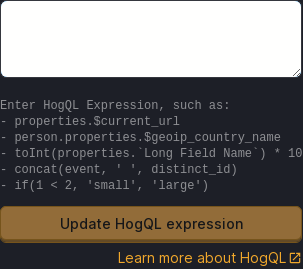 Enter HogQL Expression, such as:
- properties.$current_url
- person.properties.$geoip_country_name
- toInt(properties.`Long Field Name`) * 10
- concat(event, ' ', distinct_id)
- if(1 < 2, 'small', 'large')
Update HogQL expression
Learn more about HogQL